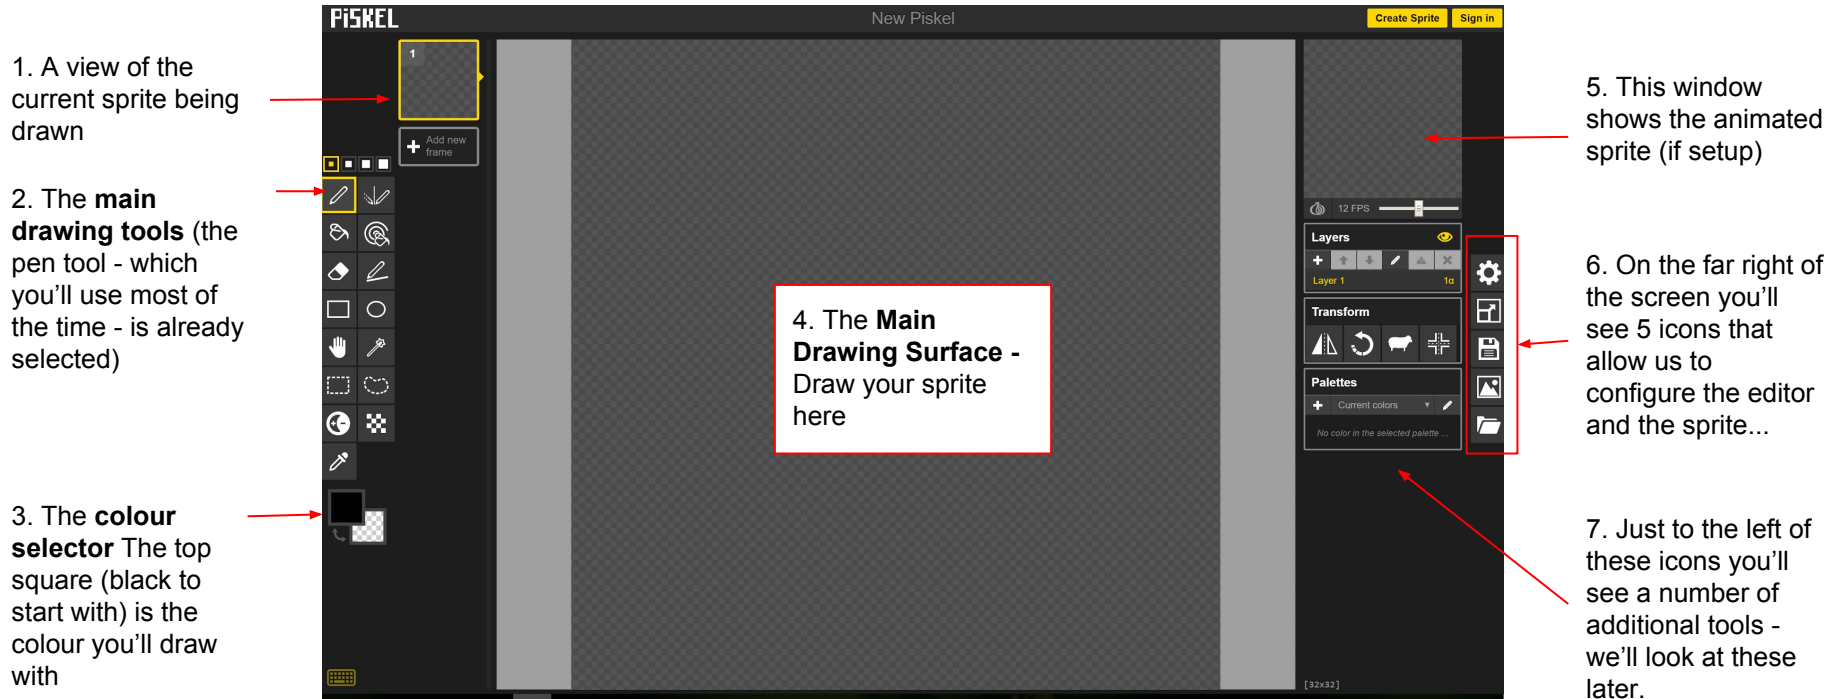 1. A view of the
current sprite being
drawn
2. The main
drawing tools (the
pen tool - which
you’ll use most of
the time - is already
selected)
3. The colour
selector The top
square (black to
start with) is the
colour you’ll draw
with
PiSKEL
New Piskel
Create Sprite
Sign in
1
Add new
frame
4. The Main
Drawing Surface -
Draw your sprite
here
12 FPS
Layers
Layer 1
1α
Transform
Palettes
Current colors
No color in the selected palette ...
[32x32]
5. This window
shows the animated
sprite (if setup)
6. On the far right of
the screen you’ll
see 5 icons that
allow us to
configure the editor
and the sprite...
7. Just to the left of
these icons you’ll
see a number of
additional tools -
we’ll look at these
later.